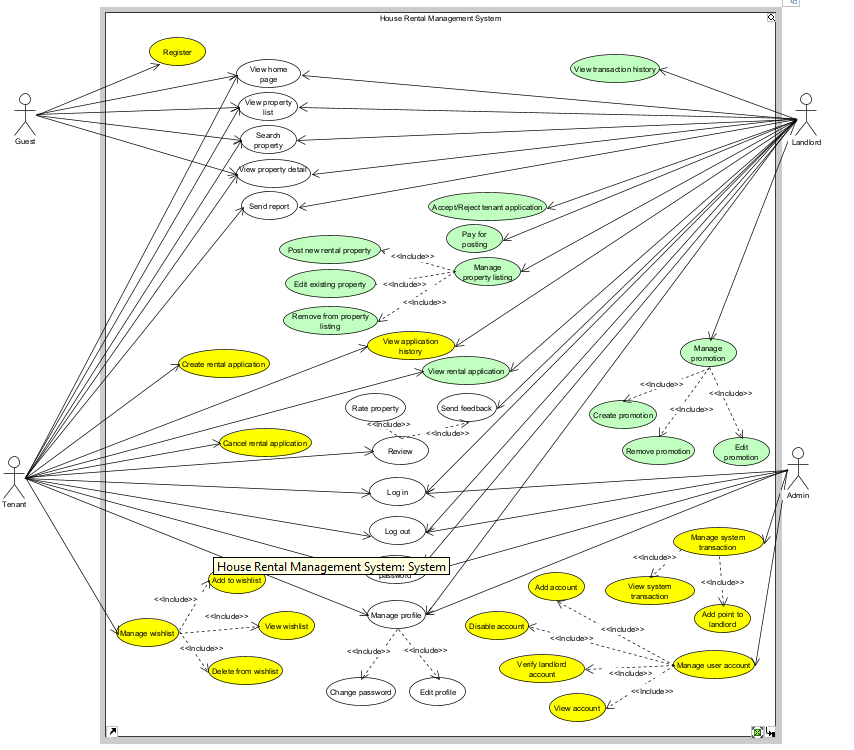 House Rental Management System
Register
View home
page
View transaction history
View property
list
Guest
Landlord
Search
property
View property detail
Send report
Accept/Reject tenant application
Pay for
posting
Post new rental property
<<Include>>
Manage
property listing
Edit existing property
<<Include>>
<<Include>>
Remove from property
listing
View application
history
Manage
promotion
Create rental application
View rental application
<<Include>>
<<Include>>
Rate property
Send feedback
<<Include>>
Create promotion
<<Include>>
<<Include>>
Cancel rental application
Review
Remove promotion
Edit
promotion
Log in
Tenant
Admin
Log out
Manage system
transaction
House Rental Management System: System
password
<<Include>>
Add to wishlist
Add account
View system
transaction
<<Include>>
<<Include>>
<<Include>>
Manage profile
Add point to
landlord
Manage wishlist
View wishlist
Disable account
<<Include>>
<<Include>>
<<Include>>
<<Include>>
Verify landlord
account
Manage user account
Delete from wishlist
<<Include>>
<<Include>>
Change password
Edit profile
View account